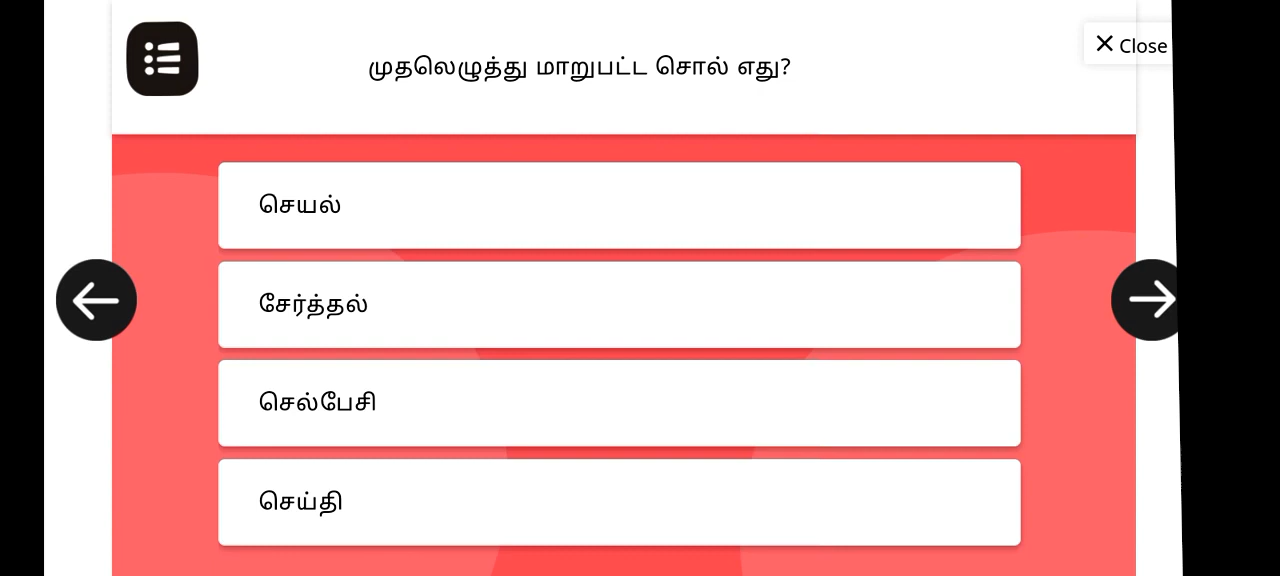 முதலெழுத்து மாறுபட்ட சொல் எது?
Close
செயல்
சேர்த்தல்
செல்பேசி
செய்தி